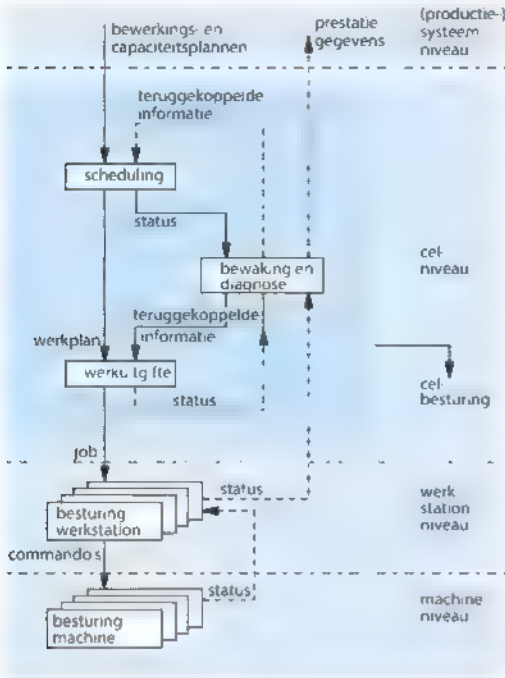 bewerkings- en
capaciteitsplannen
prestatie
gegevens
(productie-)
systeem
niveau
teruggekoppelde
informatie
scheduling
status
bewaking en
diagnose
cel-
niveau
teruggekoppelde
informatie
werkplan
status
cel-
besturing
job
status
besturing
werkstation
werk
station
niveau
commando's
status
besturing
machine
machine
niveau